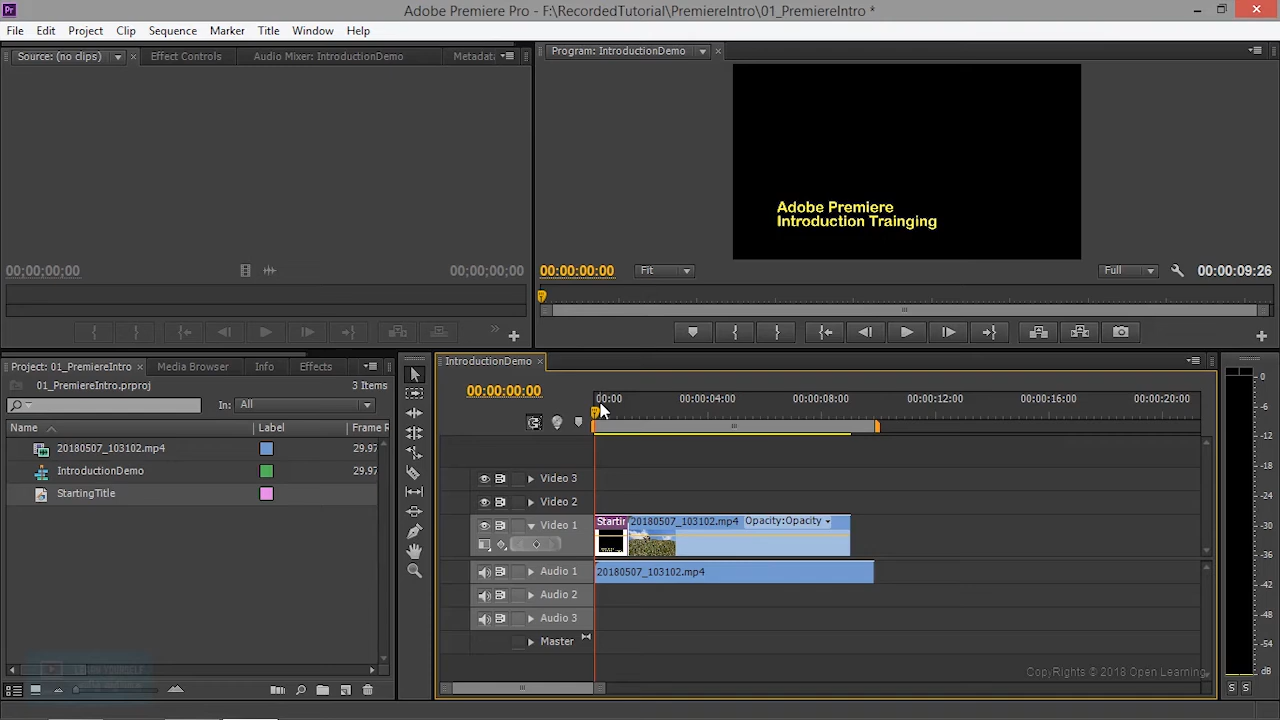 Pr
Adobe Premiere Pro - F:\RecordedTutorial\PremiereIntro\01_PremiereIntro *
File Edit Project Clip Sequence Marker Title Window Help
Source: (no clips) Effect Controls Audio Mixer: IntroductionDemo Metadat
Program: IntroductionDemo
Adobe Premiere
Introduction Trainging
00;00;00;00 00;00;00;00
00:00:00:00 Fit Full 00:00:09:26
Project: 01_PremiereIntro Media Browser Info Effects
01_PremiereIntro.prproj 3 Items
In: All
Name Label Frame R
20180507_103102.mp4 29.97
IntroductionDemo 29.97
StartingTitle
IntroductionDemo
00:00:00:00
00:00 00:00:04:00 00:00:08:00 00:00:12:00 00:00:16:00 00:00:20:00
Video 3
Video 2
Video 1 Startir 20180507_103102.mp4 Opacity:Opacity
Audio 1 20180507_103102.mp4
Audio 2
Audio 3
Master
0
-6
-12
-18
-24
-30
-36
-42
-48
-54
dB
S S
CopyRights © 2018 Open Learning